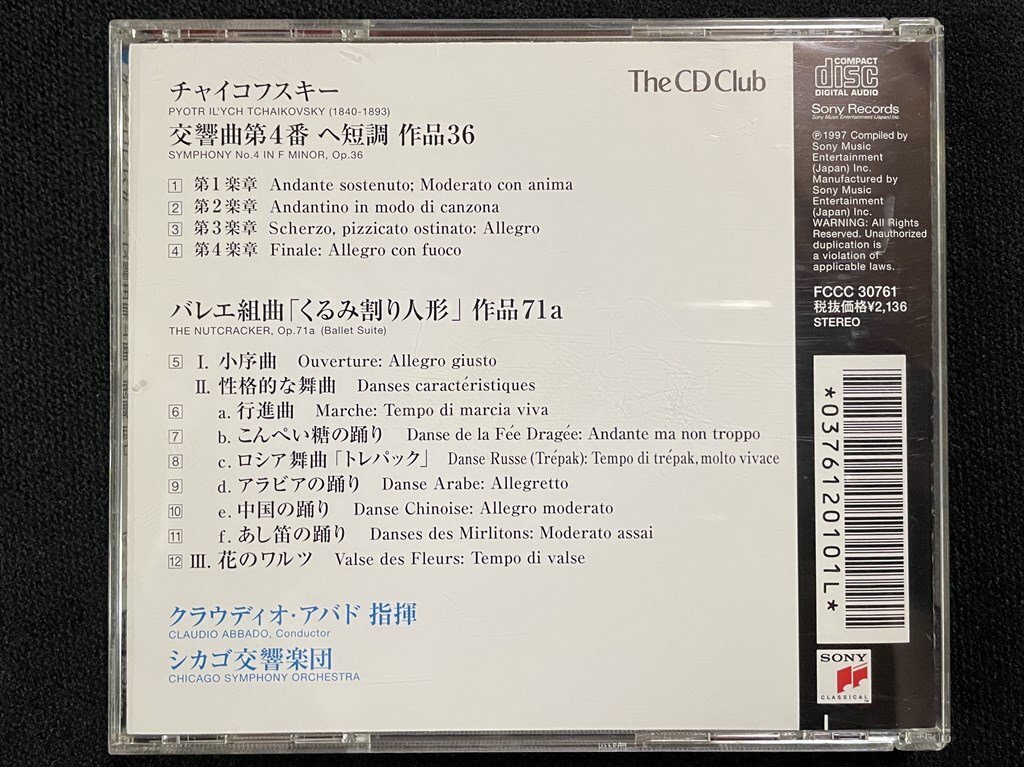 チャイコフスキー
PYOTR IL'YCH TCHAIKOVSKY (1840-1893)
交響曲第4番 ヘ短調 作品36
SYMPHONY No.4 IN F MINOR, Op.36
1 第1楽章 Andante sostenuto; Moderato con anima
2 第2楽章 Andantino in modo di canzona
3 第3楽章 Scherzo, pizzicato ostinato: Allegro
4 第4楽章 Finale: Allegro con fuoco
バレエ組曲「くるみ割り人形」作品71a
THE NUTCRACKER, Op.71a (Ballet Suite)
5 I. 小序曲 Ouverture: Allegro giusto
II. 性格的な舞曲 Danses caractéristiques
6 a. 行進曲 Marche: Tempo di marcia viva
7 b. こんぺい糖の踊り Danse de la Fée Dragée: Andante ma non troppo
8 c. ロシア舞曲「トレパック」 Danse Russe (Trépak): Tempo di trépak, molto vivace
9 d. アラビアの踊り Danse Arabe: Allegretto
10 e. 中国の踊り Danse Chinoise: Allegro moderato
11 f. あし笛の踊り Danses des Mirlitons: Moderato assai
12 III. 花のワルツ Valse des Fleurs: Tempo di valse
クラウディオ・アバド 指揮
CLAUDIO ABBADO, Conductor
シカゴ交響楽団
CHICAGO SYMPHONY ORCHESTRA
The CD Club
COMPACT
disc
DIGITAL AUDIO
Sony Records
Sony Music Entertainment (Japan) Inc.
℗1997 Compiled by
Sony Music
Entertainment
(Japan) Inc.
Manufactured by
Sony Music
Entertainment
(Japan) Inc.
WARNING: All Rights
Reserved. Unauthorized
duplication is
a violation of
applicable laws.
FCCC 30761
税抜価格¥2,136
STEREO
*0376120101L*
SONY
CLASSICAL